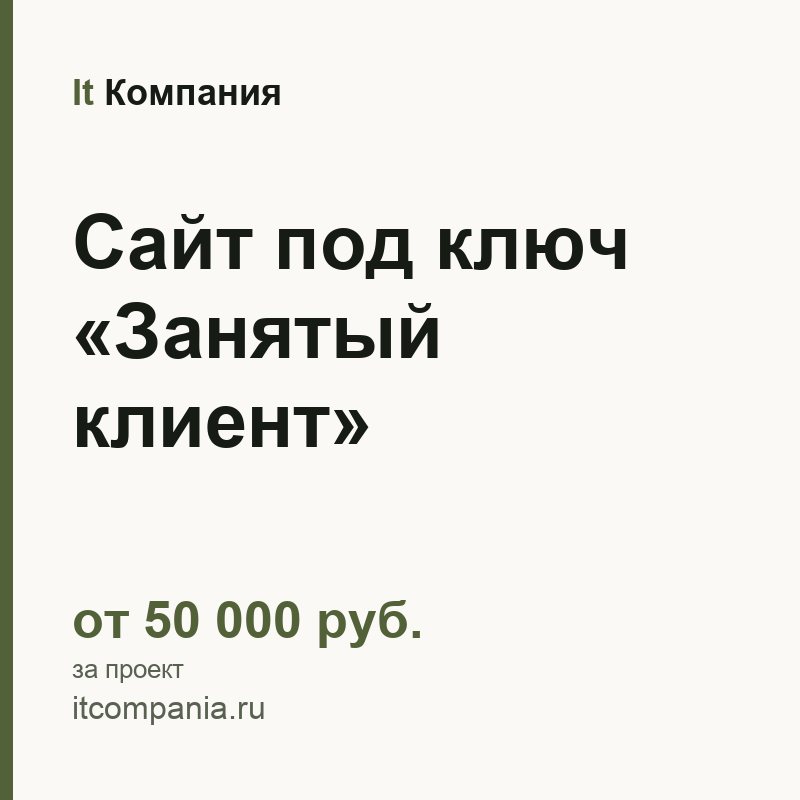 It Компания
Сайт под ключ
«Занятый
клиент»
от 50 000 руб.
за проект
itcompania.ru